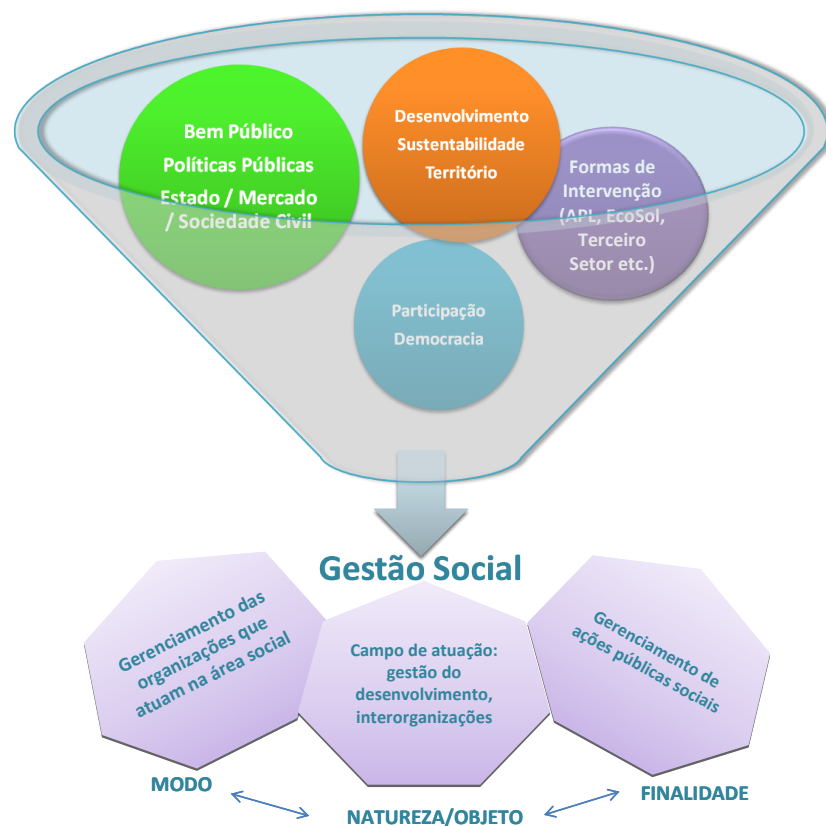 Bem Público
Políticas Públicas
Estado / Mercado
/ Sociedade Civil
Desenvolvimento
Sustentabilidade
Território
Formas de
Intervenção
(APL, EcoSol,
Terceiro
Setor etc.)
Participação
Democracia
Gestão Social
Gerenciamento das
organizações que
atuam na área social
Campo de atuação:
gestão do
desenvolvimento,
interorganizações
Gerenciamento de
ações públicas sociais
MODO
NATUREZA/OBJETO
FINALIDADE